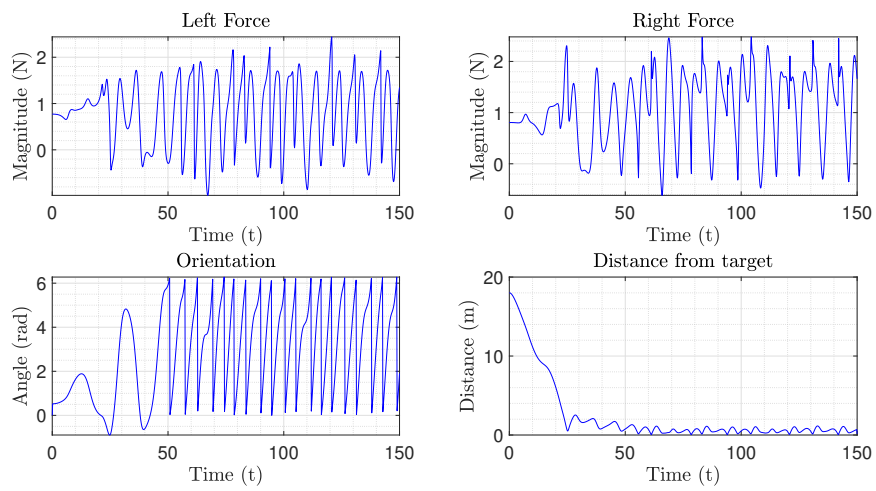 Left Force
Magnitude (N)
2
1
0
0
50
100
150
Time (t)
Right Force
Magnitude (N)
2
1
0
0
50
100
150
Time (t)
Orientation
Angle (rad)
6
4
2
0
0
50
100
150
Time (t)
Distance from target
Distance (m)
20
10
0
0
50
100
150
Time (t)